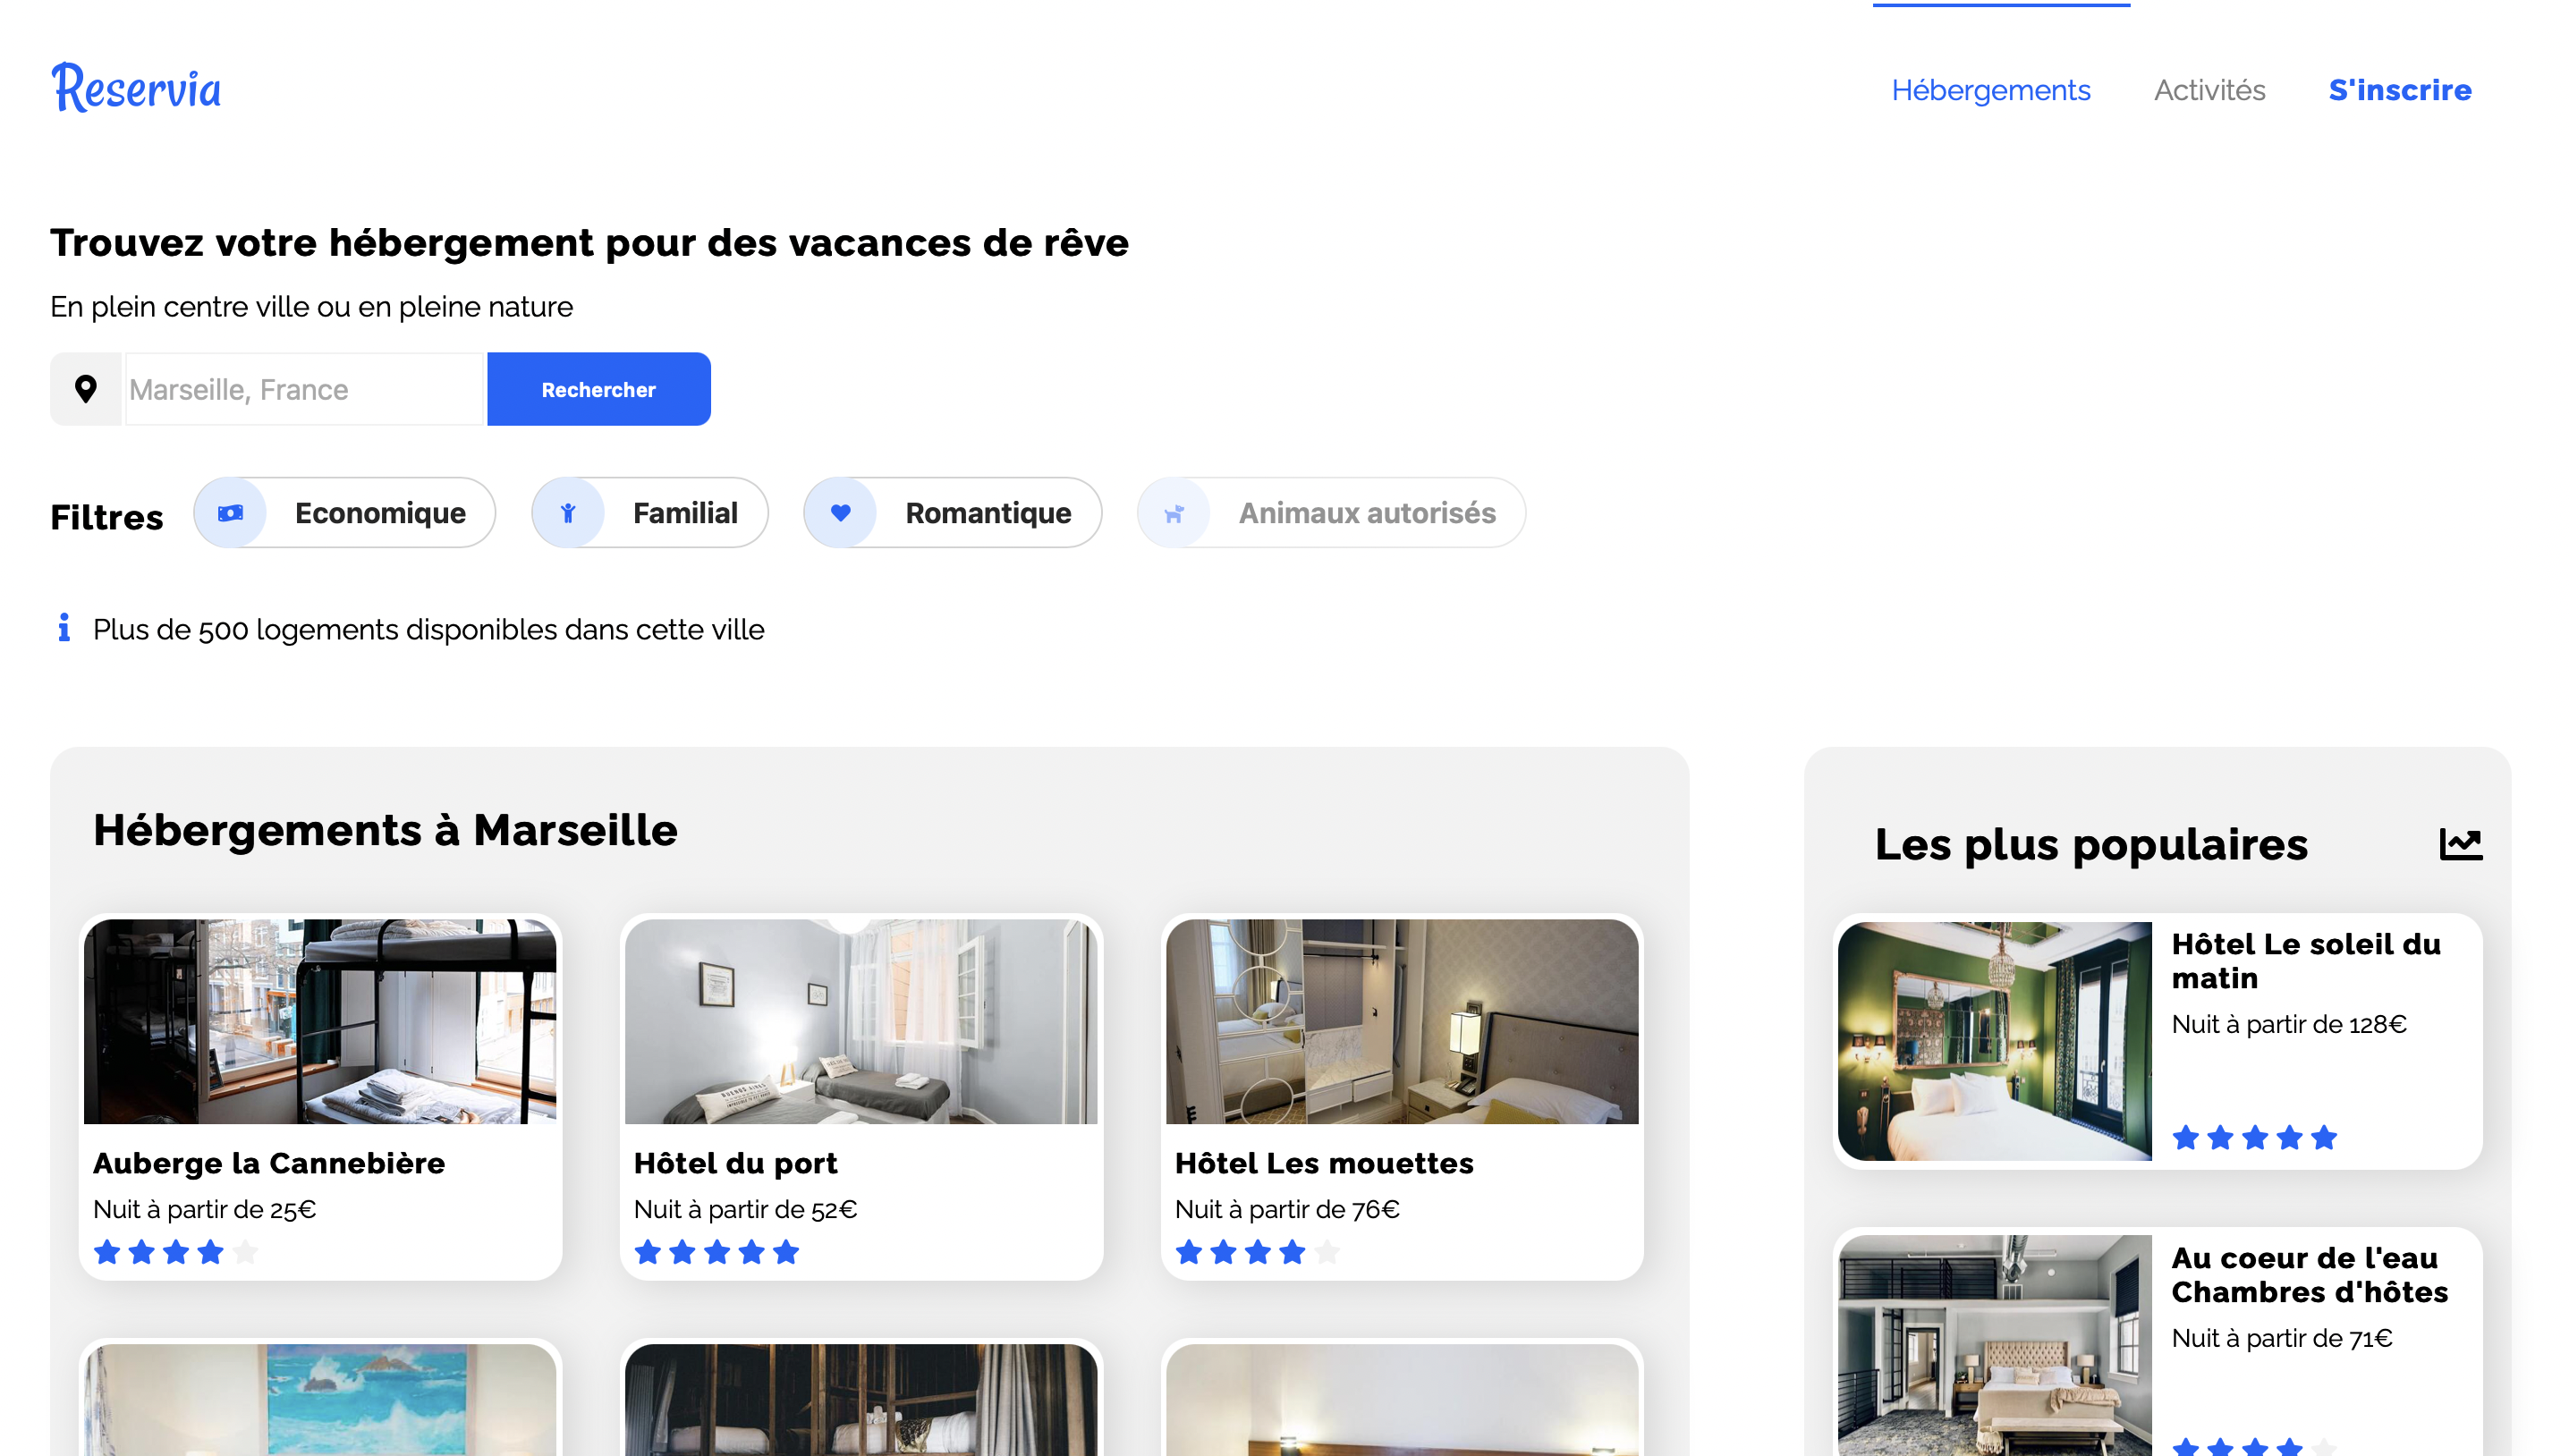 Reservia
Hébergements
Activités
S'inscrire
Trouvez votre hébergement pour des vacances de rêve
En plein centre ville ou en pleine nature
Marseille, France
Rechercher
Filtres
Economique
Familial
Romantique
Animaux autorisés
Plus de 500 logements disponibles dans cette ville
Hébergements à Marseille
Auberge la Cannebière
Nuit à partir de 25€
Hôtel du port
Nuit à partir de 52€
Hôtel Les mouettes
Nuit à partir de 76€
Les plus populaires
Hôtel Le soleil du
matin
Nuit à partir de 128€
Au coeur de l'eau
Chambres d'hôtes
Nuit à partir de 71€